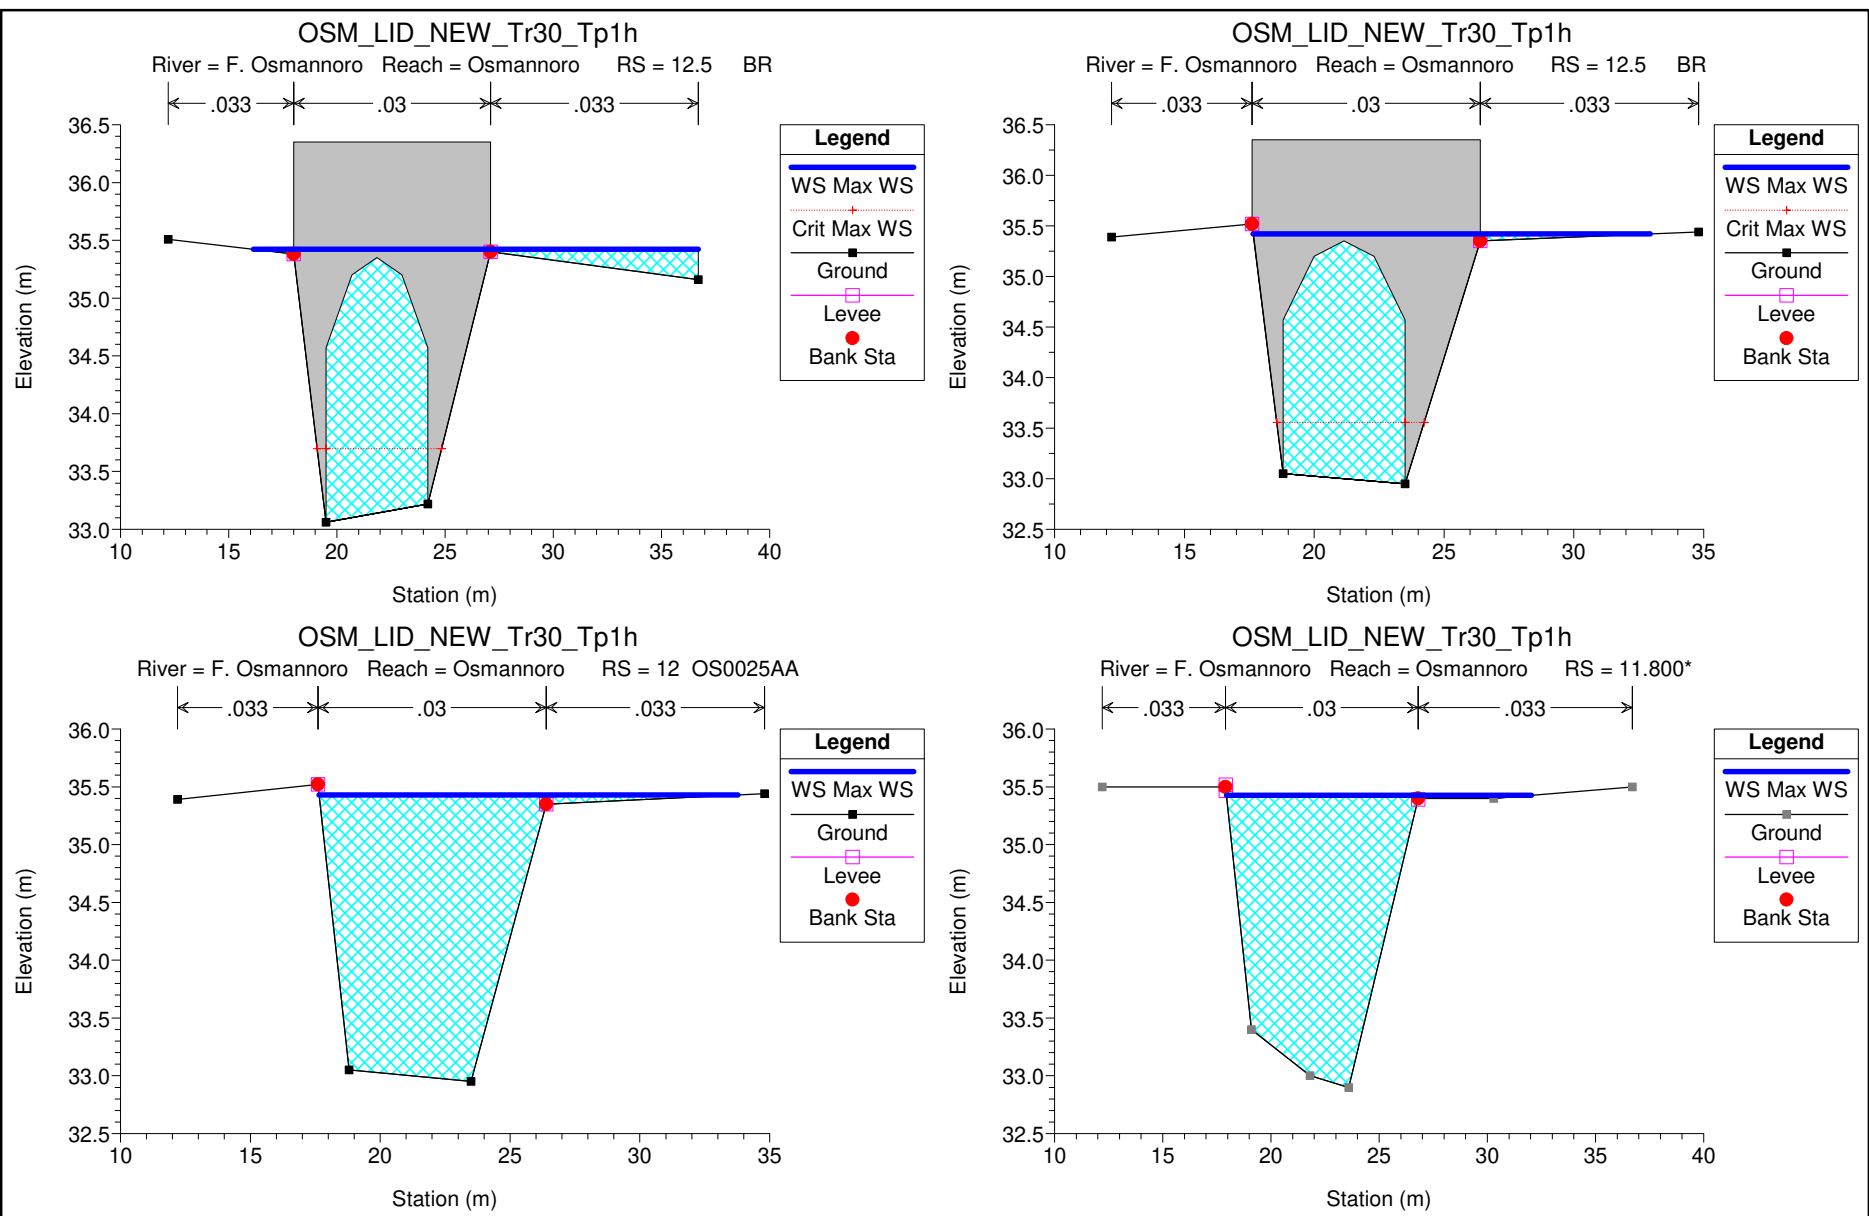 OSM_LID_NEW_Tr30_Tp1h
River = F. Osmannoro Reach = Osmannoro RS = 12.5 BR
.033 .03 .033
36.5
36.0
35.5
35.0
34.5
34.0
33.5
33.0
Elevation (m)
10 15 20 25 30 35 40
Station (m)
Legend
WS Max WS
Crit Max WS
Ground
Levee
Bank Sta
OSM_LID_NEW_Tr30_Tp1h
River = F. Osmannoro Reach = Osmannoro RS = 12.5 BR
.033 .03 .033
36.5
36.0
35.5
35.0
34.5
34.0
33.5
33.0
32.5
Elevation (m)
10 15 20 25 30 35
Station (m)
Legend
WS Max WS
Crit Max WS
Ground
Levee
Bank Sta
OSM_LID_NEW_Tr30_Tp1h
River = F. Osmannoro Reach = Osmannoro RS = 12 OS0025AA
.033 .03 .033
36.0
35.5
35.0
34.5
34.0
33.5
33.0
32.5
Elevation (m)
10 15 20 25 30 35
Station (m)
Legend
WS Max WS
Ground
Levee
Bank Sta
OSM_LID_NEW_Tr30_Tp1h
River = F. Osmannoro Reach = Osmannoro RS = 11.800*
.033 .03 .033
36.0
35.5
35.0
34.5
34.0
33.5
33.0
32.5
Elevation (m)
10 15 20 25 30 35 40
Station (m)
Legend
WS Max WS
Ground
Levee
Bank Sta